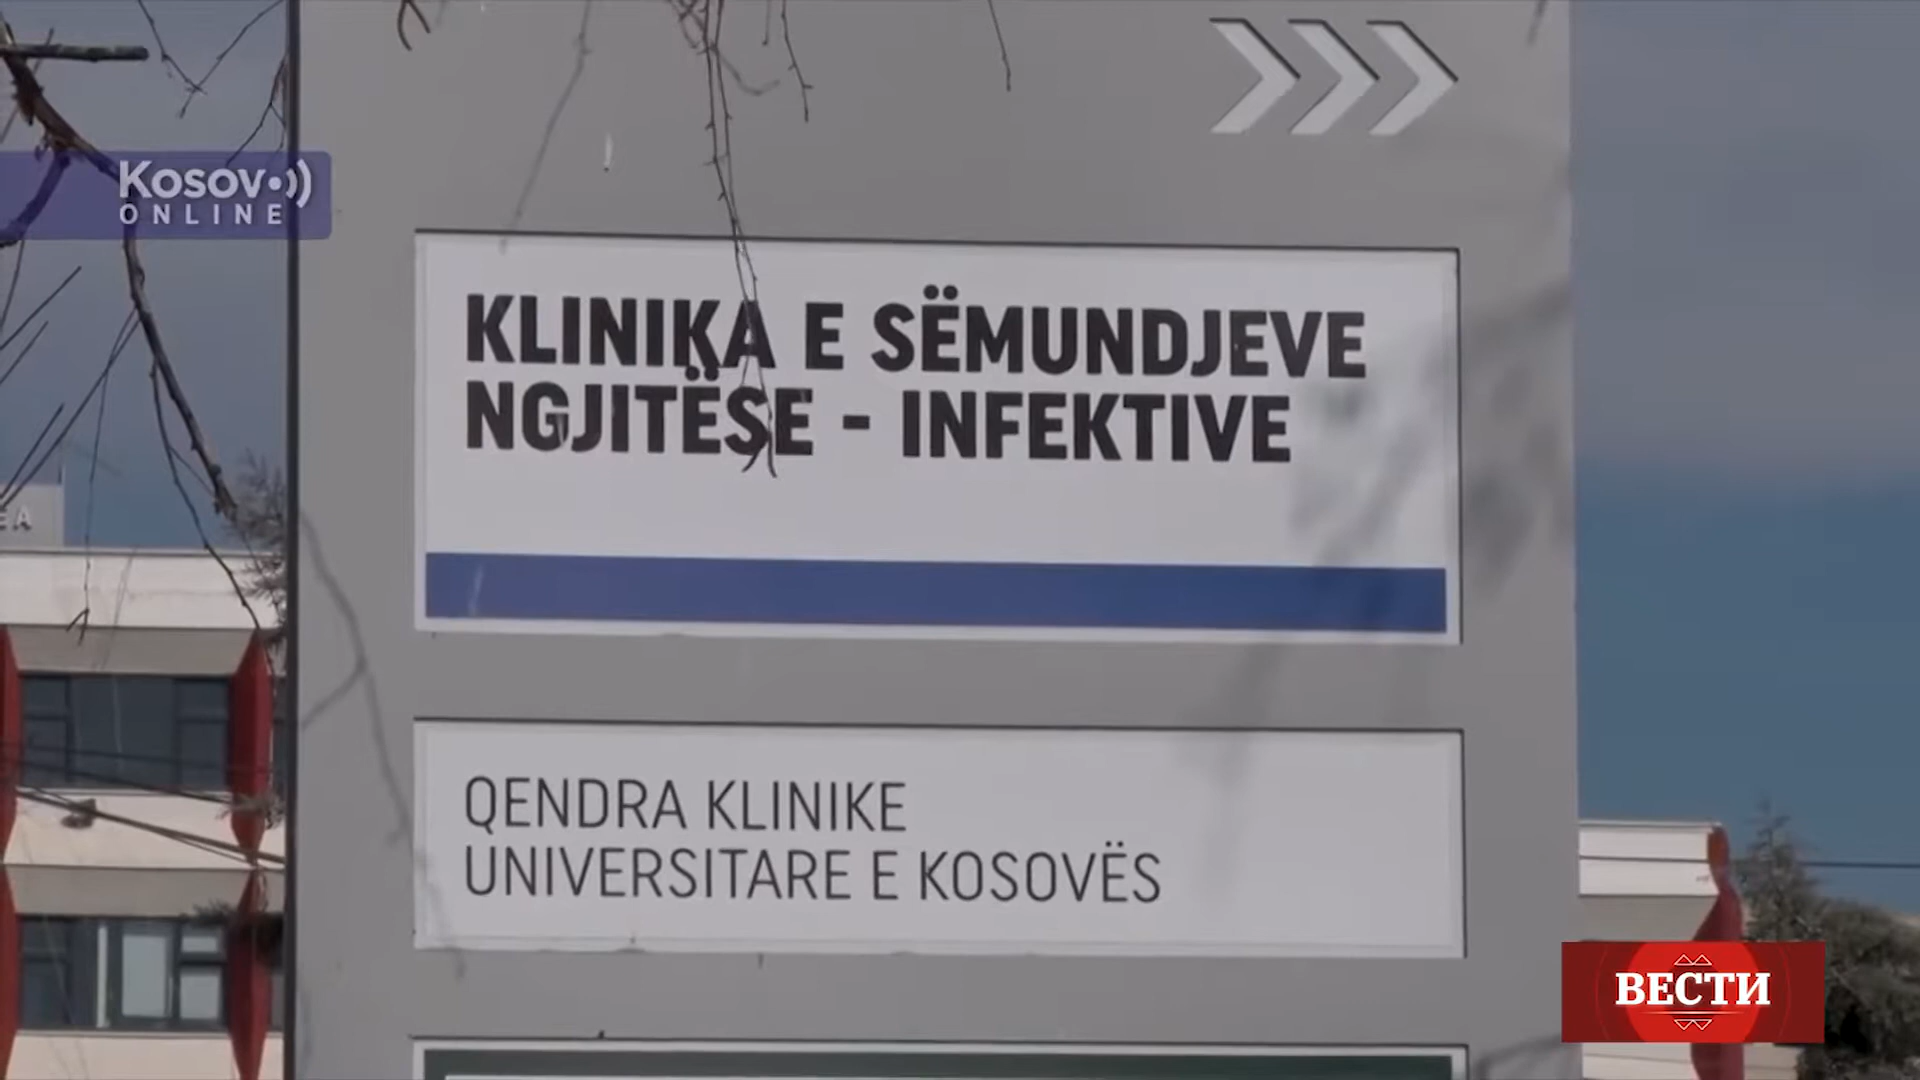 Kosovo
ONLINE
KLINIKA E SËMUNDJEVE
NGJITËSE - INFEKTIVE
QENDRA KLINIKE
UNIVERSITARE E KOSOVËS
ВЕСТИ